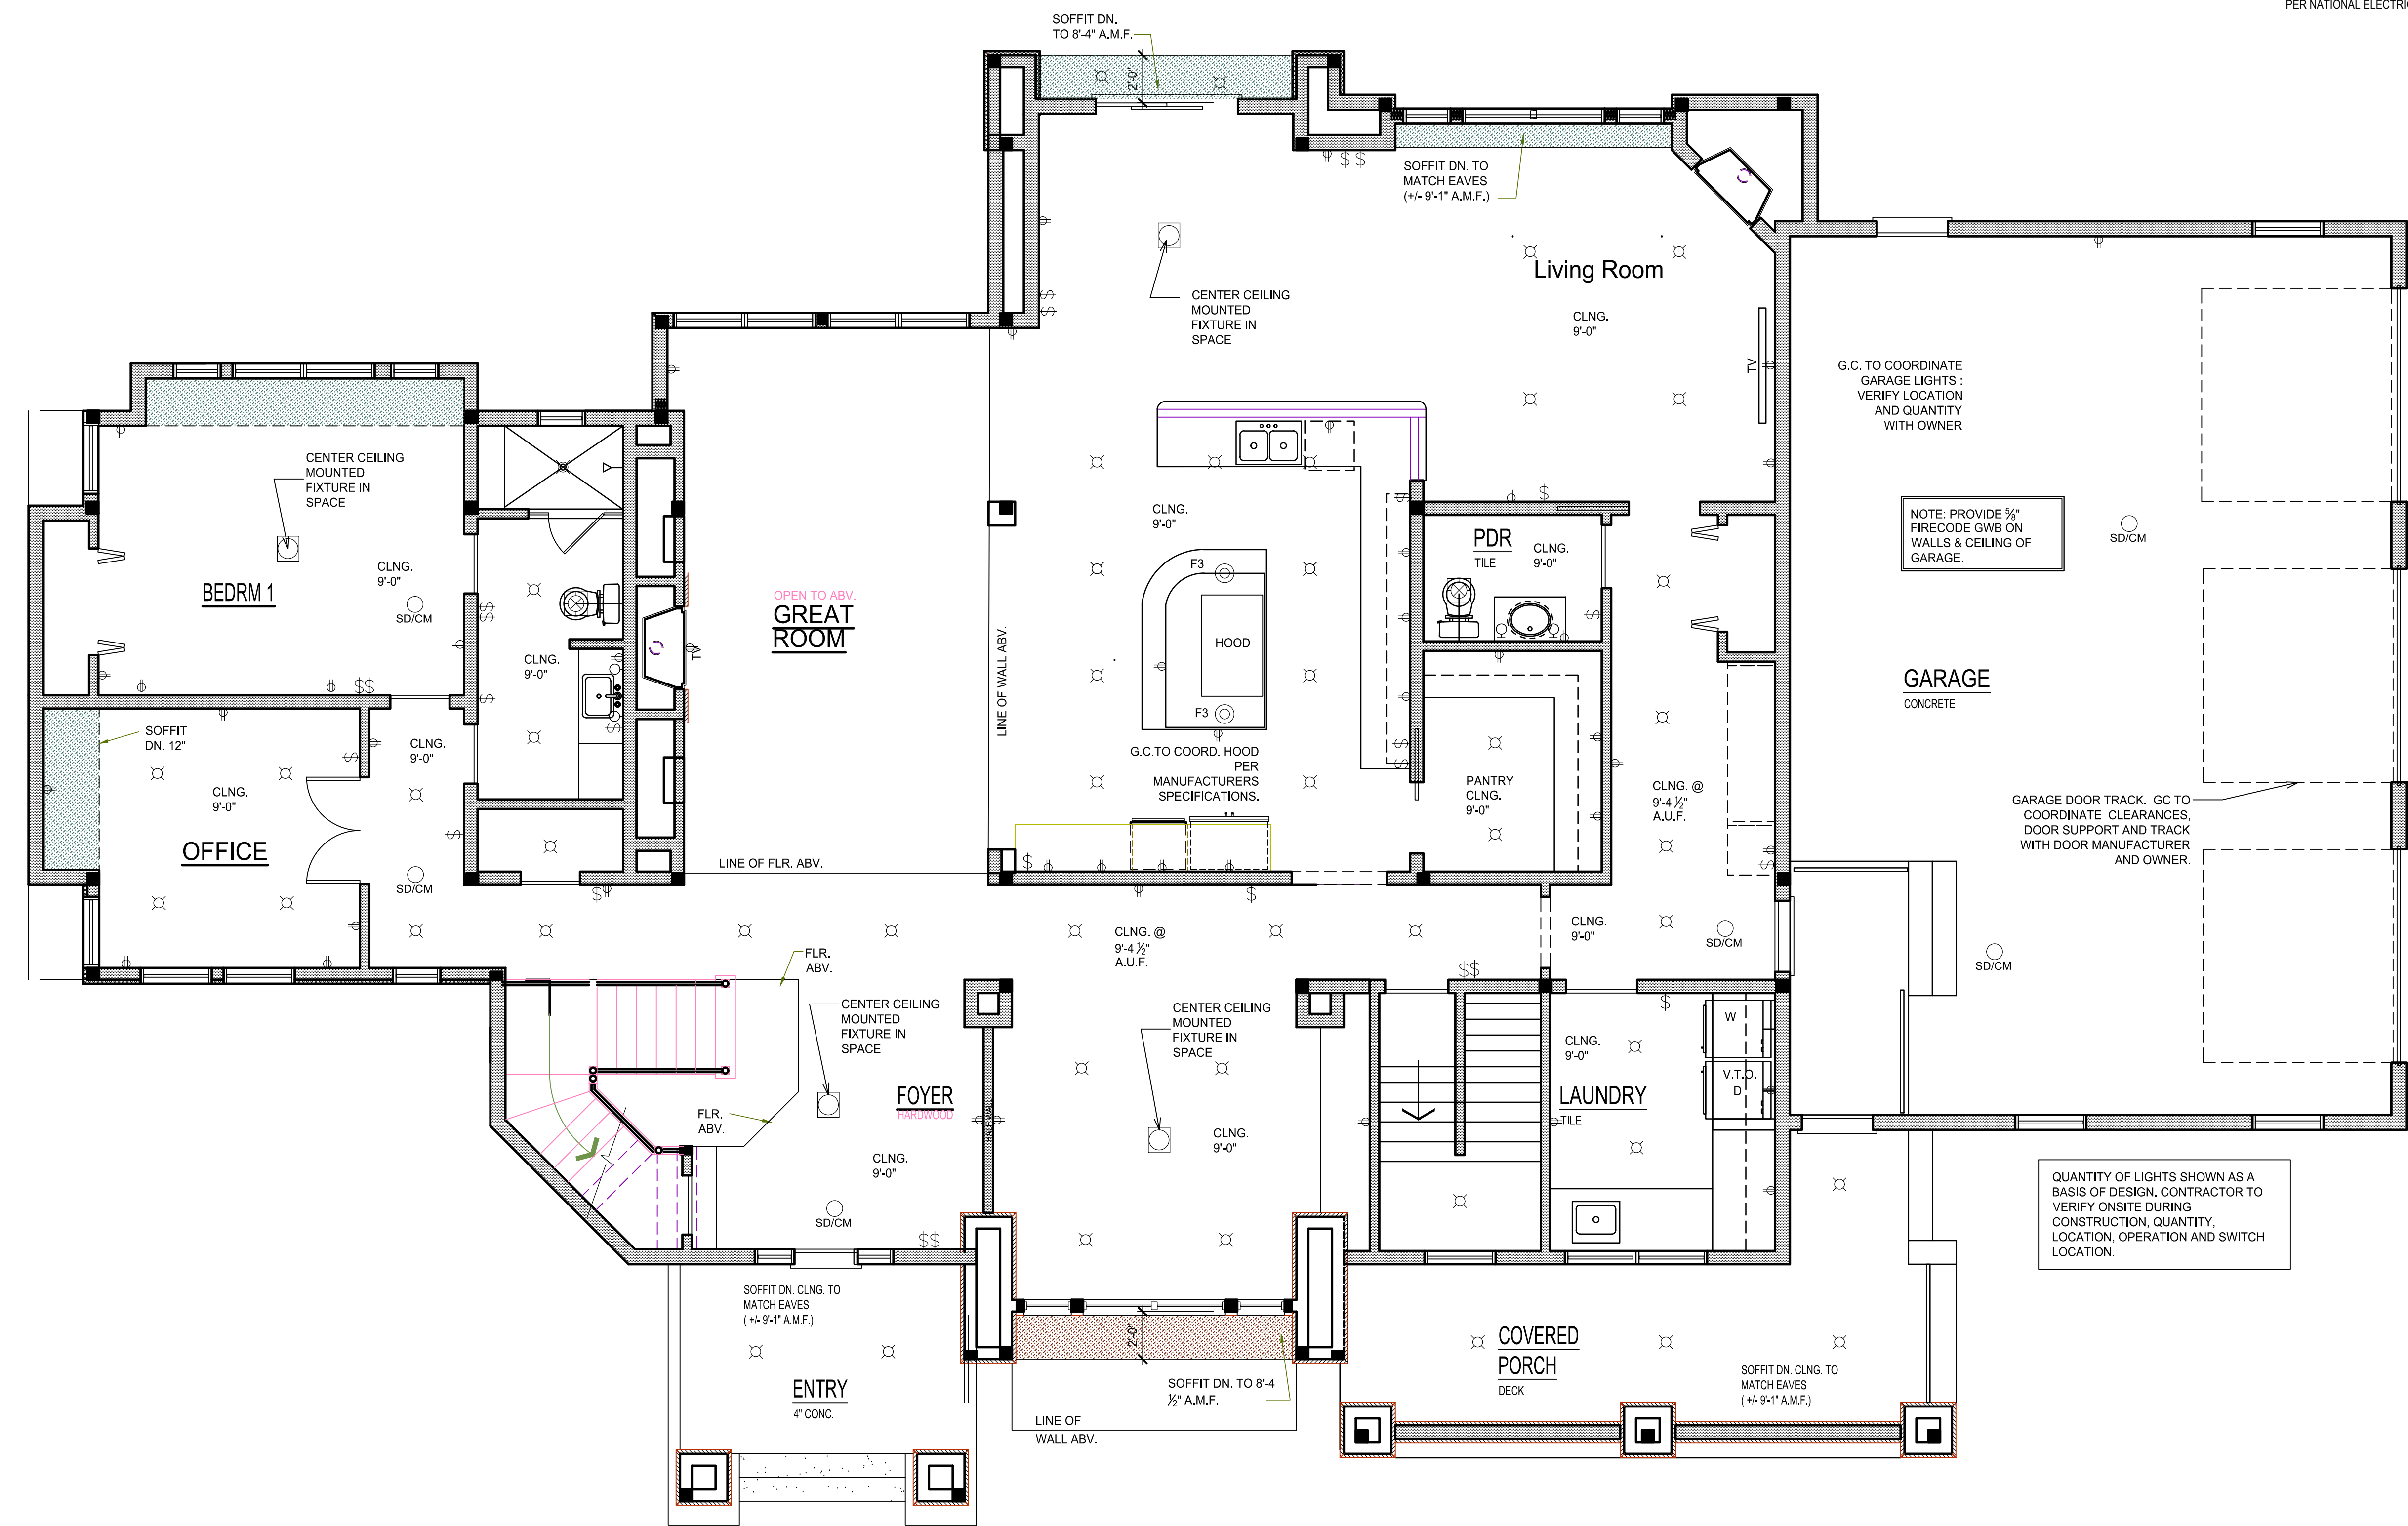 PER NATIONAL ELECTRIC
SOFFIT DN.
TO 8'-4" A.M.F.
2'-0"
SOFFIT DN. TO
MATCH EAVES
(+/- 9'-1" A.M.F.)
$ $
Living Room
CENTER CEILING
MOUNTED
FIXTURE IN
SPACE
CLNG.
9'-0"
TV
G.C. TO COORDINATE
GARAGE LIGHTS :
VERIFY LOCATION
AND QUANTITY
WITH OWNER
CENTER CEILING
MOUNTED
FIXTURE IN
SPACE
CLNG.
9'-0"
BEDRM 1
SD/CM
$$
CLNG.
9'-0"
OPEN TO ABV.
GREAT
ROOM
TV
LINE OF WALL ABV.
CLNG.
9'-0"
F3
HOOD
F3
G.C.TO COORD. HOOD
PER
MANUFACTURERS
SPECIFICATIONS.
$
PDR
TILE
CLNG.
9'-0"
NOTE: PROVIDE ⅝"
FIRECODE GWB ON
WALLS & CEILING OF
GARAGE.
SD/CM
GARAGE
CONCRETE
PANTRY
CLNG.
9'-0"
CLNG. @
9'-4 ½"
A.U.F.
GARAGE DOOR TRACK. GC TO
COORDINATE CLEARANCES,
DOOR SUPPORT AND TRACK
WITH DOOR MANUFACTURER
AND OWNER.
SOFFIT
DN. 12"
CLNG.
9'-0"
OFFICE
CLNG.
9'-0"
SD/CM
LINE OF FLR. ABV.
$
$
$
CLNG. @
9'-4 ½"
A.U.F.
CLNG.
9'-0"
SD/CM
SD/CM
$$
$
FLR.
ABV.
CENTER CEILING
MOUNTED
FIXTURE IN
SPACE
FOYER
HARDWOOD
FLR.
ABV.
CLNG.
9'-0"
SD/CM
$$
HALF WALL
CENTER CEILING
MOUNTED
FIXTURE IN
SPACE
CLNG.
9'-0"
CLNG.
9'-0"
W
V.T.O.
D
LAUNDRY
TILE
QUANTITY OF LIGHTS SHOWN AS A
BASIS OF DESIGN. CONTRACTOR TO
VERIFY ONSITE DURING
CONSTRUCTION, QUANTITY,
LOCATION, OPERATION AND SWITCH
LOCATION.
SOFFIT DN. CLNG. TO
MATCH EAVES
( +/- 9'-1" A.M.F.)
ENTRY
4" CONC.
2'-0"
SOFFIT DN. TO 8'-4
½" A.M.F.
LINE OF
WALL ABV.
COVERED
PORCH
DECK
SOFFIT DN. CLNG. TO
MATCH EAVES
( +/- 9'-1" A.M.F.)